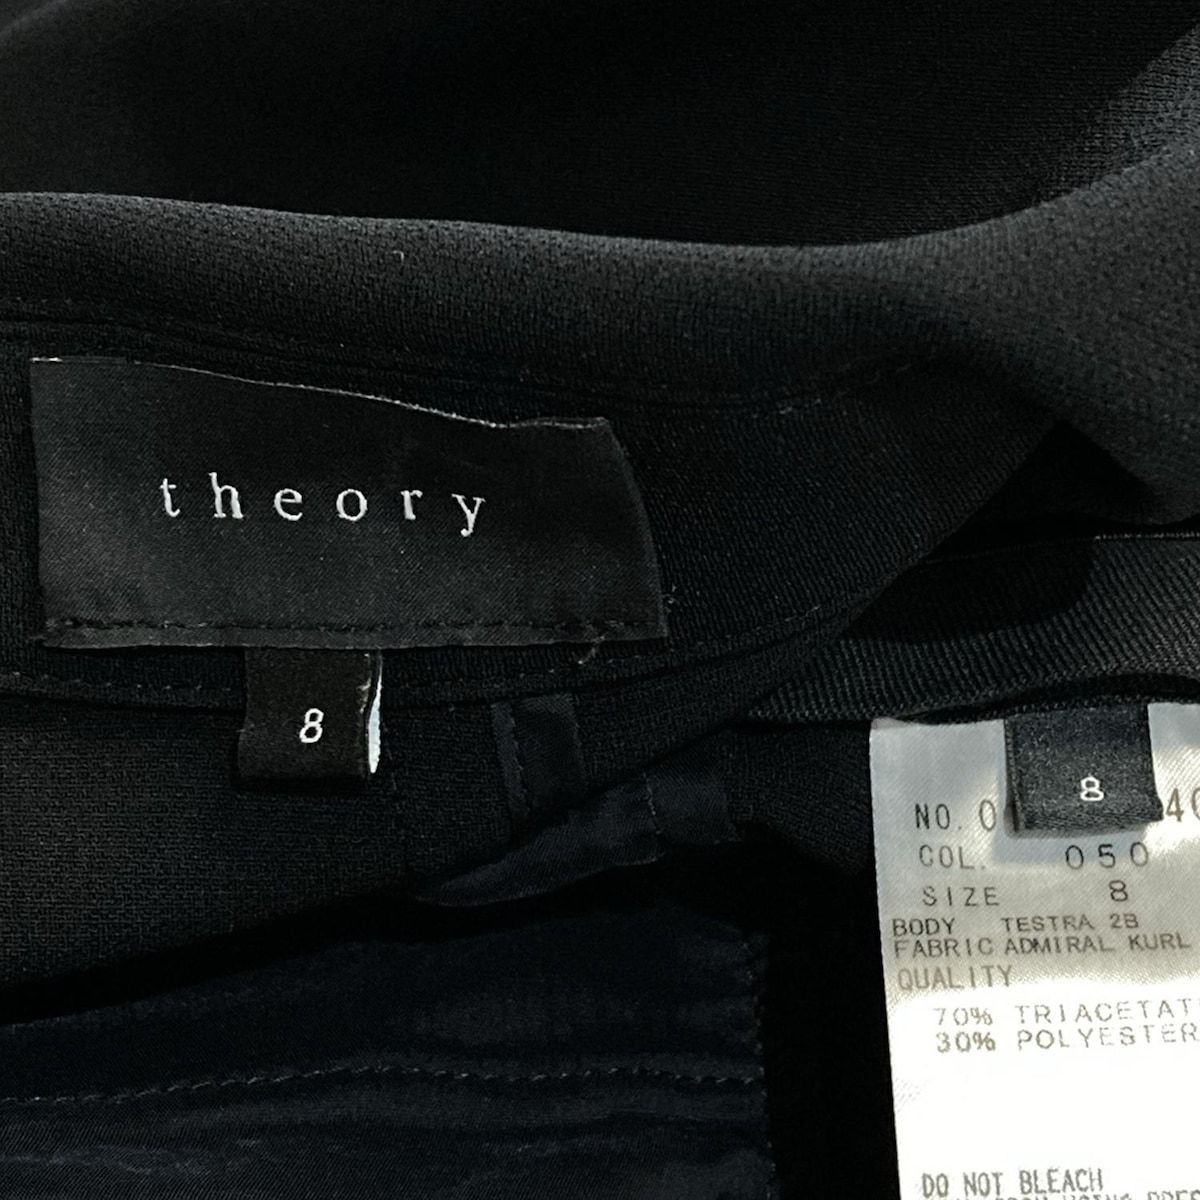 theory
8
8
NO. 0 40
COL. 050
SIZE 8
BODY TESTRA 2B
FABRIC ADMIRAL KURL
QUALITY
70% TRIACETAT
30% POLYESTER
DO NOT BLEACH